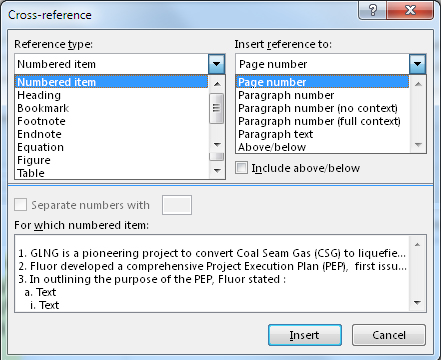 Cross-reference
Reference type:
Insert reference to:
Numbered item
Page number
Numbered item
Heading
Bookmark
Footnote
Endnote
Equation
Figure
Table
Page number
Paragraph number
Paragraph number (no context)
Paragraph number (full context)
Paragraph text
Above/below
Include above/below
Separate numbers with
For which numbered item:
1. GLNG is a pioneering project to convert Coal Seam Gas (CSG) to liquefie...
2. Fluor developed a comprehensive Project Execution Plan (PEP), first issu...
3. In outlining the purpose of the PEP, Fluor stated :
a. Text
i. Text
Insert
Cancel